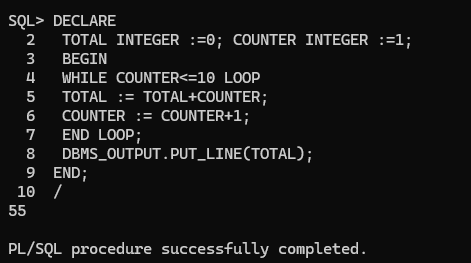 SQL> DECLARE
  2   TOTAL INTEGER :=0; COUNTER INTEGER :=1;
  3   BEGIN
  4   WHILE COUNTER<=10 LOOP
  5   TOTAL := TOTAL+COUNTER;
  6   COUNTER := COUNTER+1;
  7   END LOOP;
  8   DBMS_OUTPUT.PUT_LINE(TOTAL);
  9  END;
 10  /
55
PL/SQL procedure successfully completed.